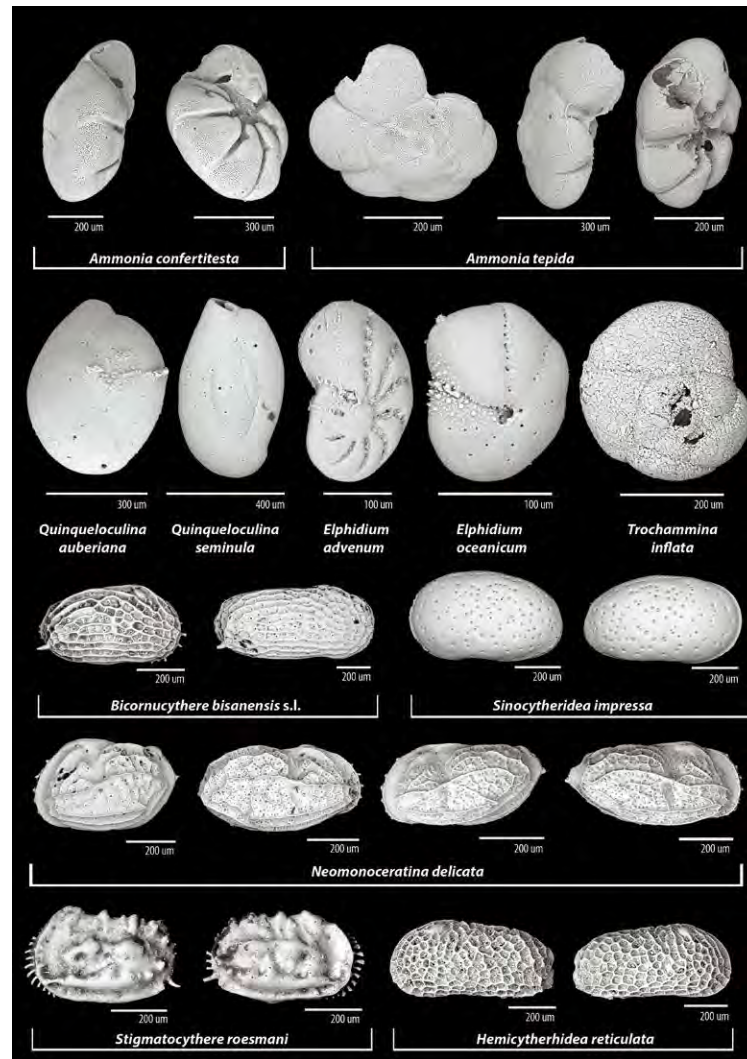 200 um
300 um
200 um
300 um
200 um
Ammonia confertitesta
Ammonia tepida
300 um
400 um
100 um
100 um
200 um
Quinqueloculina
auberiana
Quinqueloculina
seminula
Elphidium
advenum
Elphidium
oceanicum
Trochammina
inflata
200 um
200 um
200 um
200 um
Bicornucythere bisanensis s.l.
Sinocytheridea impressa
200 um
200 um
200 um
200 um
Neomonoceratina delicata
200 um
200 um
200 um
200 um
Stigmatocythere roesmani
Hemicytherhidea reticulata